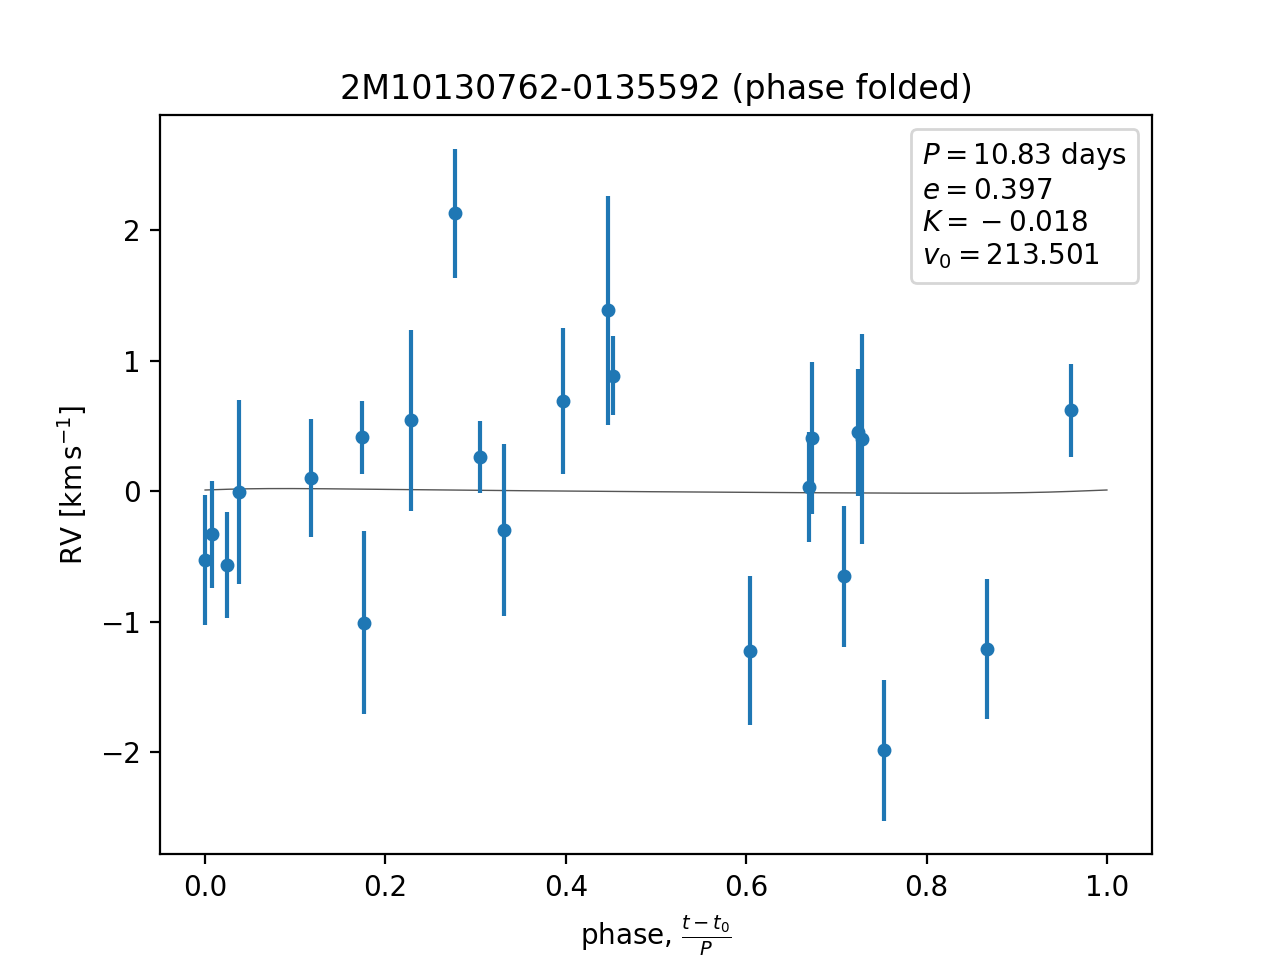 2M10130762-0135592 (phase folded)
P = 10.83 days
e = 0.397
K = −0.018
v₀ = 213.501
2
1
0
−1
−2
RV [km s⁻¹]
0.0 0.2 0.4 0.6 0.8 1.0
phase, (t − t₀)/P